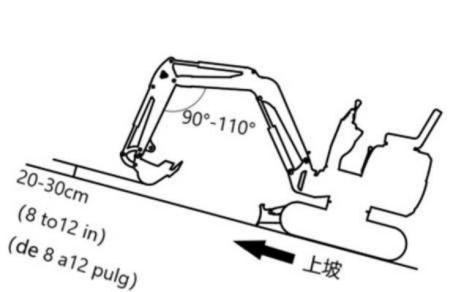 90°-110°
20-30cm
(8 to12 in)
(de 8 a12 pulg)
上坡